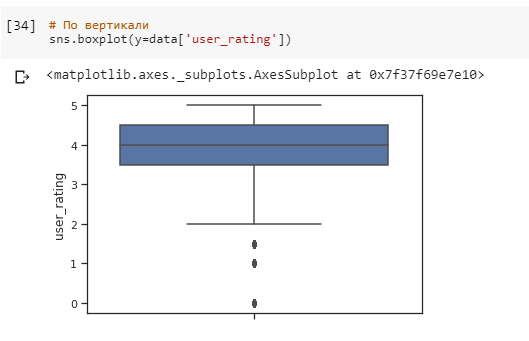 [34] # По вертикали
sns.boxplot(y=data['user_rating'])
<matplotlib.axes._subplots.AxesSubplot at 0x7f37f69e7e10>
5
4
3
2
1
0
user_rating